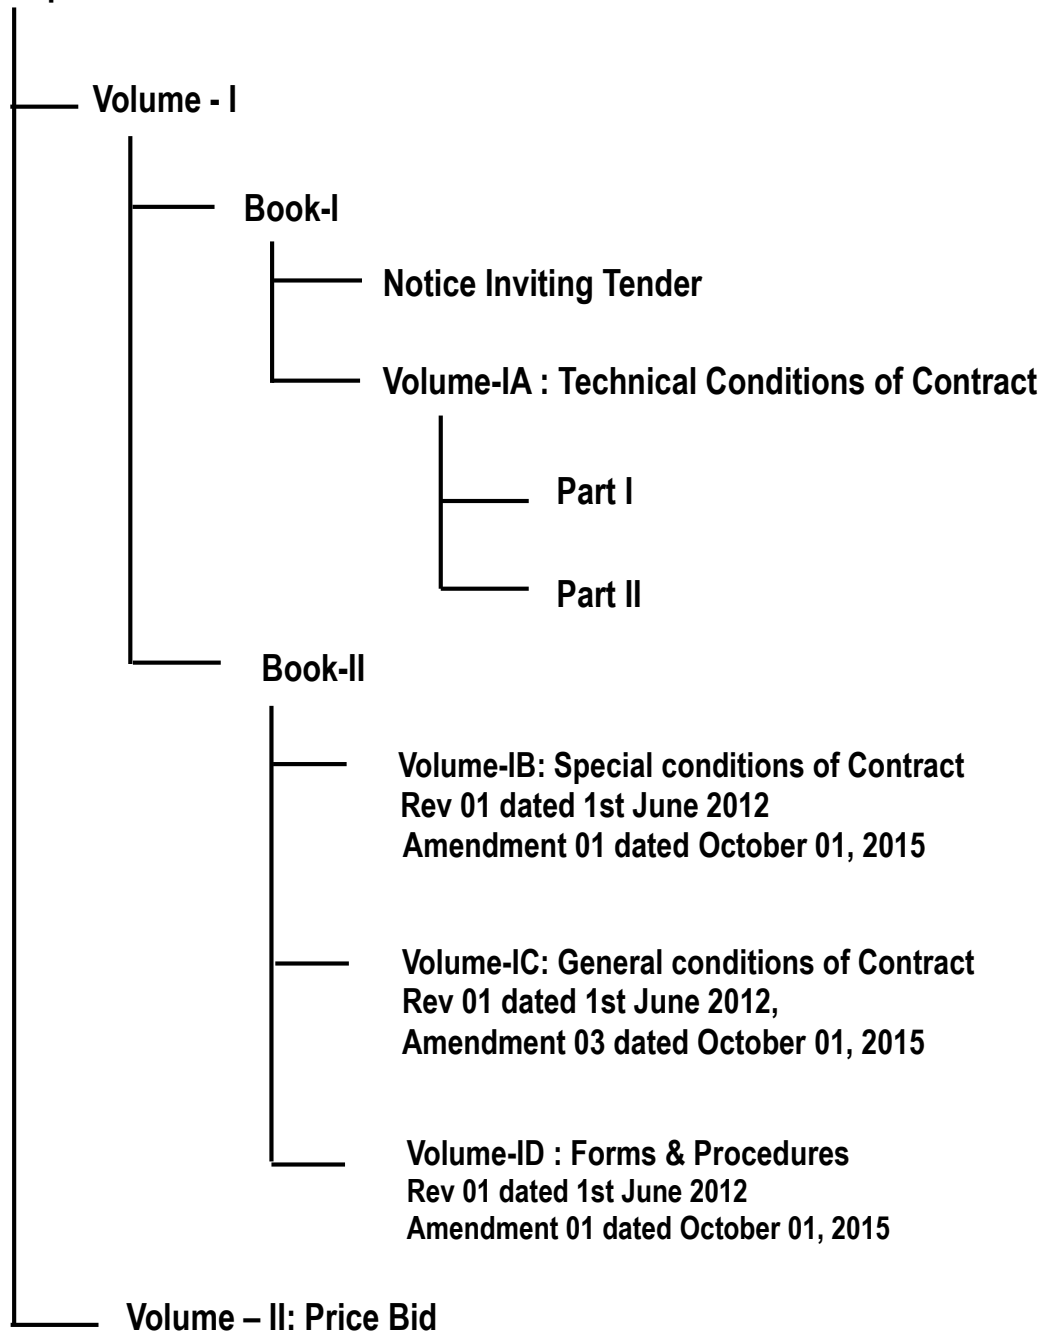 Volume - I
Book-I
Notice Inviting Tender
Volume-IA : Technical Conditions of Contract
Part I
Part II
Book-II
Volume-IB: Special conditions of Contract
Rev 01 dated 1st June 2012
Amendment 01 dated October 01, 2015
Volume-IC: General conditions of Contract
Rev 01 dated 1st June 2012,
Amendment 03 dated October 01, 2015
Volume-ID : Forms & Procedures
Rev 01 dated 1st June 2012
Amendment 01 dated October 01, 2015
Volume – II: Price Bid